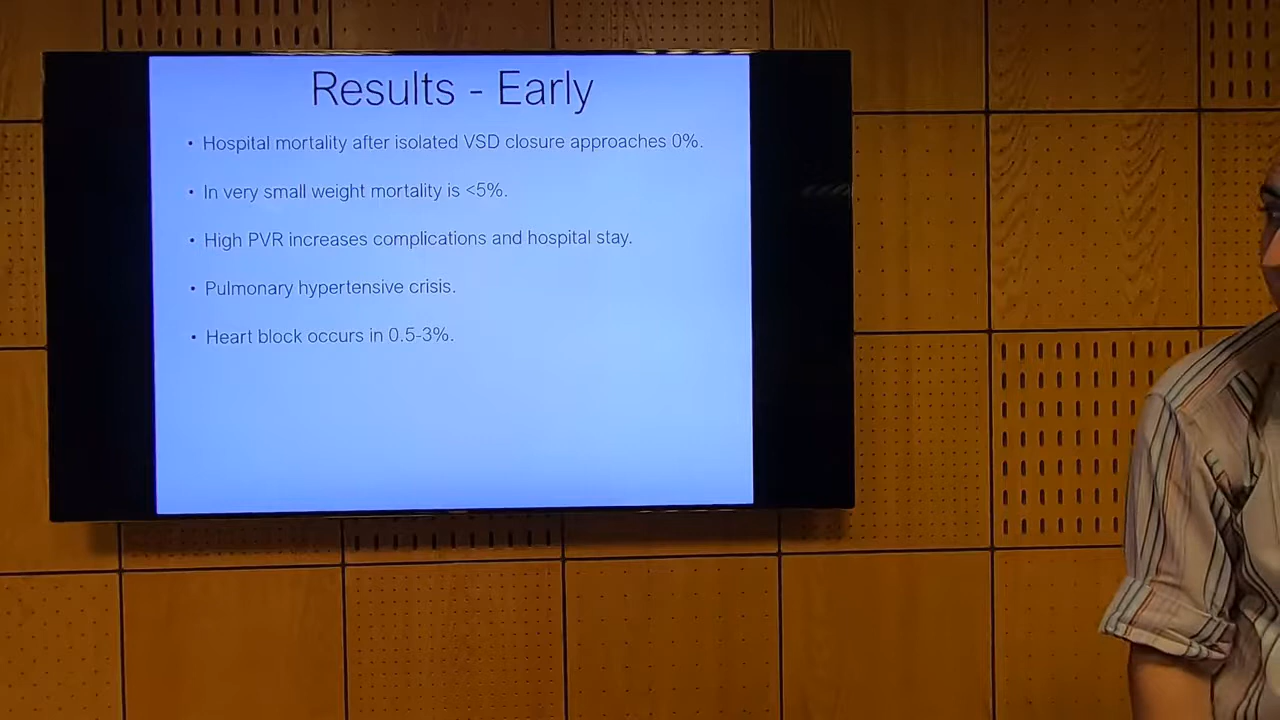 Results - Early
• Hospital mortality after isolated VSD closure approaches 0%.
• In very small weight mortality is <5%.
• High PVR increases complications and hospital stay.
• Pulmonary hypertensive crisis.
• Heart block occurs in 0.5-3%.